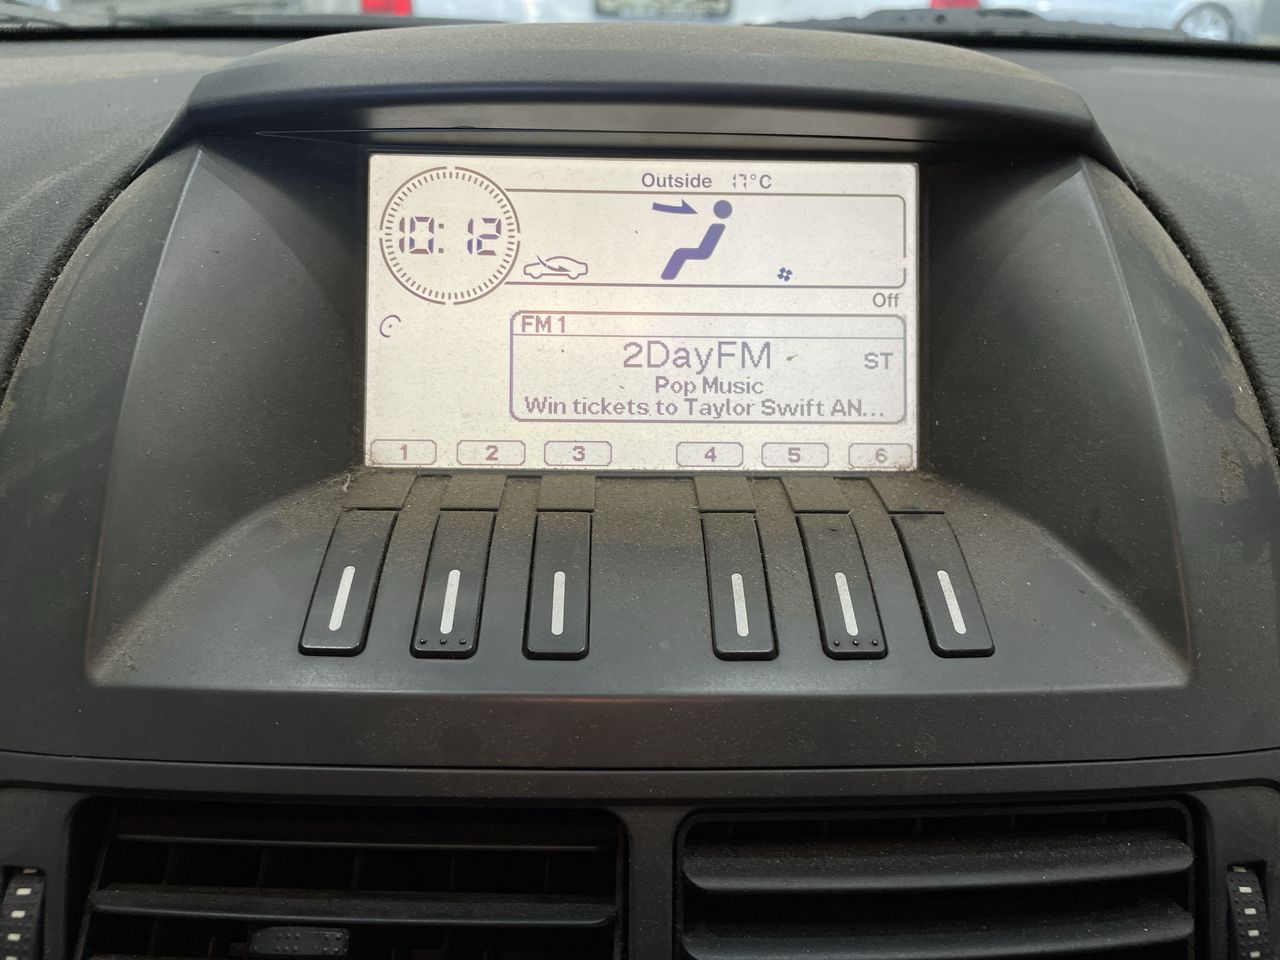 Outside 17°C
10:12
Off
FM 1
2DayFM
ST
Pop Music
Win tickets to Taylor Swift AN...
1 2 3 4 5 6